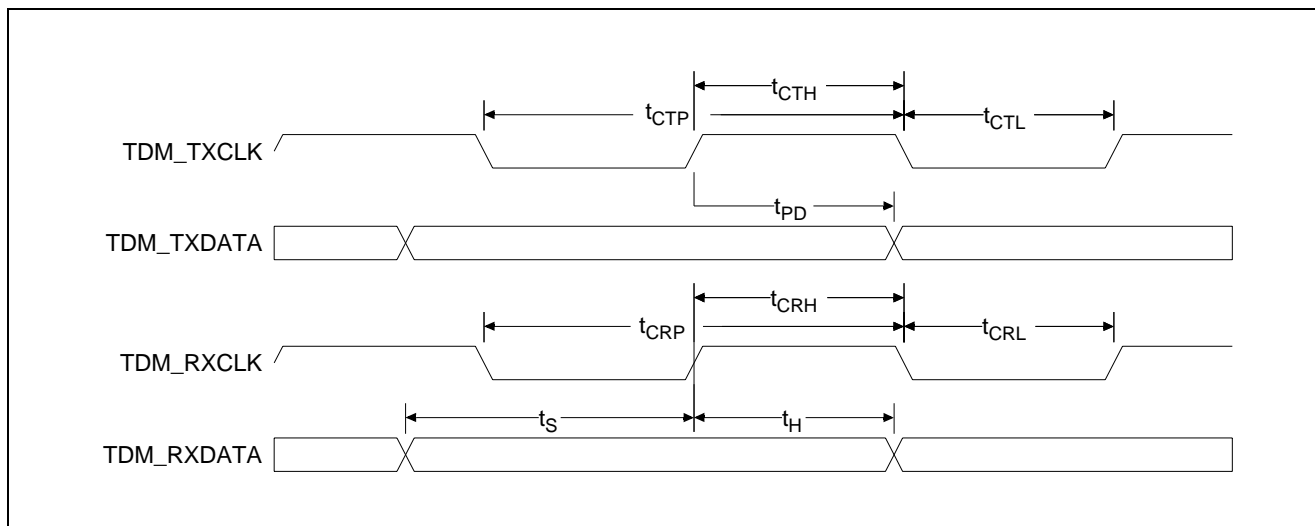 tCTH
tCTP
tCTL
TDM_TXCLK
tPD
TDM_TXDATA
tCRH
tCRP
tCRL
TDM_RXCLK
tS
tH
TDM_RXDATA